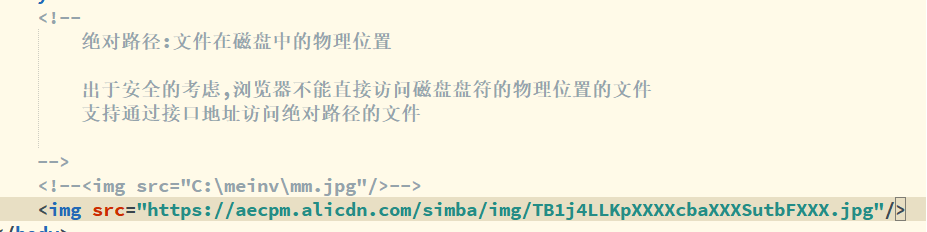 <!--
绝对路径:文件在磁盘中的物理位置
出于安全的考虑,浏览器不能直接访问磁盘盘符的物理位置的文件
支持通过接口地址访问绝对路径的文件
-->
<!--<img src="C:\meinv\mm.jpg"/>-->
<img src="https://aecpm.alicdn.com/simba/img/TB1j4LLKpXXXXcbaXXXSutbFXXX.jpg"/>